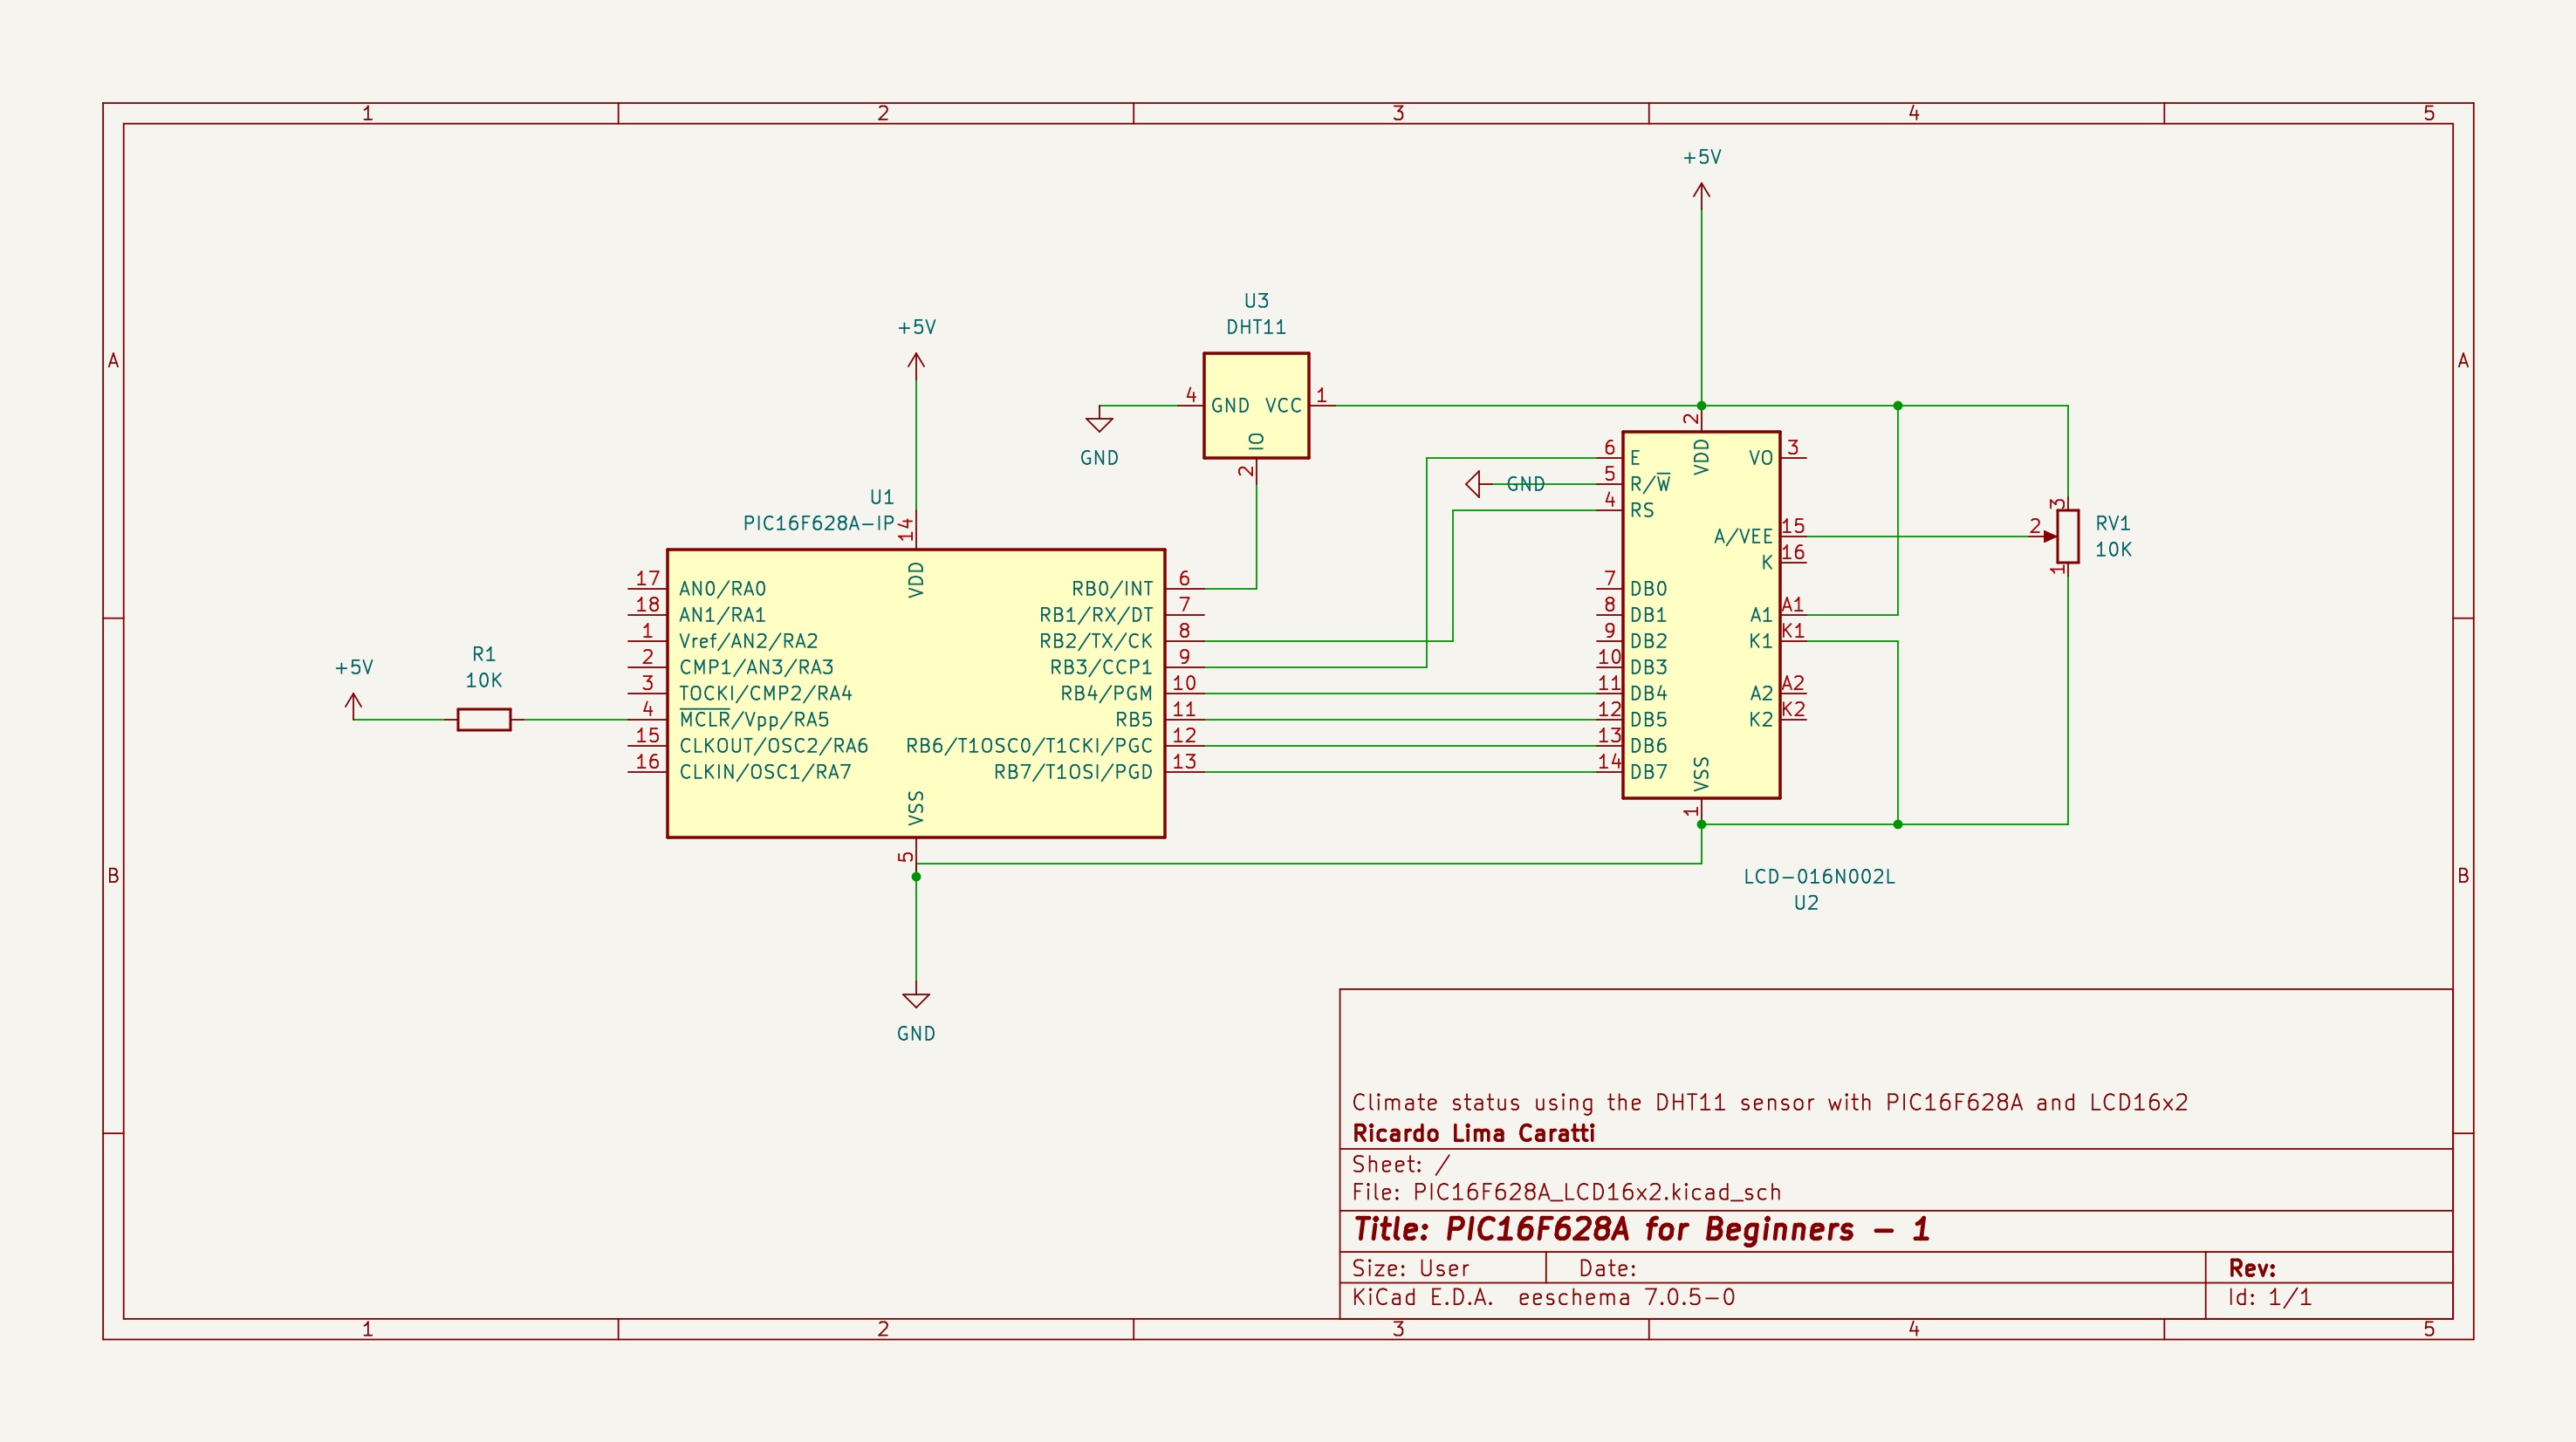 1 2 3 4 5
+5V
U3
DHT11
+5V
A A
4 GND VCC 1
IO
2
GND
2
VDD
6 E VO 3
GND 5 R/W
4 RS
A/VEE 15
K 16
7 DB0
8 DB1 A1 A1
9 DB2 K1 K1
10 DB3
11 DB4 A2 A2
12 DB5 K2 K2
13 DB6
14 DB7
VSS
1
3
2 RV1
10K
1
U1
PIC16F628A-IP
14
VDD
17 AN0/RA0 RB0/INT 6
18 AN1/RA1 RB1/RX/DT 7
1 Vref/AN2/RA2 RB2/TX/CK 8
2 CMP1/AN3/RA3 RB3/CCP1 9
3 TOCKI/CMP2/RA4 RB4/PGM 10
4 MCLR/Vpp/RA5 RB5 11
15 CLKOUT/OSC2/RA6 RB6/T1OSO/T1CKI/PGC 12
16 CLKIN/OSC1/RA7 RB7/T1OSI/PGD 13
VSS
5
+5V
R1
10K
B B
LCD-016N002L
U2
GND
Climate status using the DHT11 sensor with PIC16F628A and LCD16x2
Ricardo Lima Caratti
Sheet: /
File: PIC16F628A_LCD16x2.kicad_sch
Title: PIC16F628A for Beginners - 1
Size: User Date: Rev:
KiCad E.D.A. eeschema 7.0.5-0 Id: 1/1
1 2 3 4 5